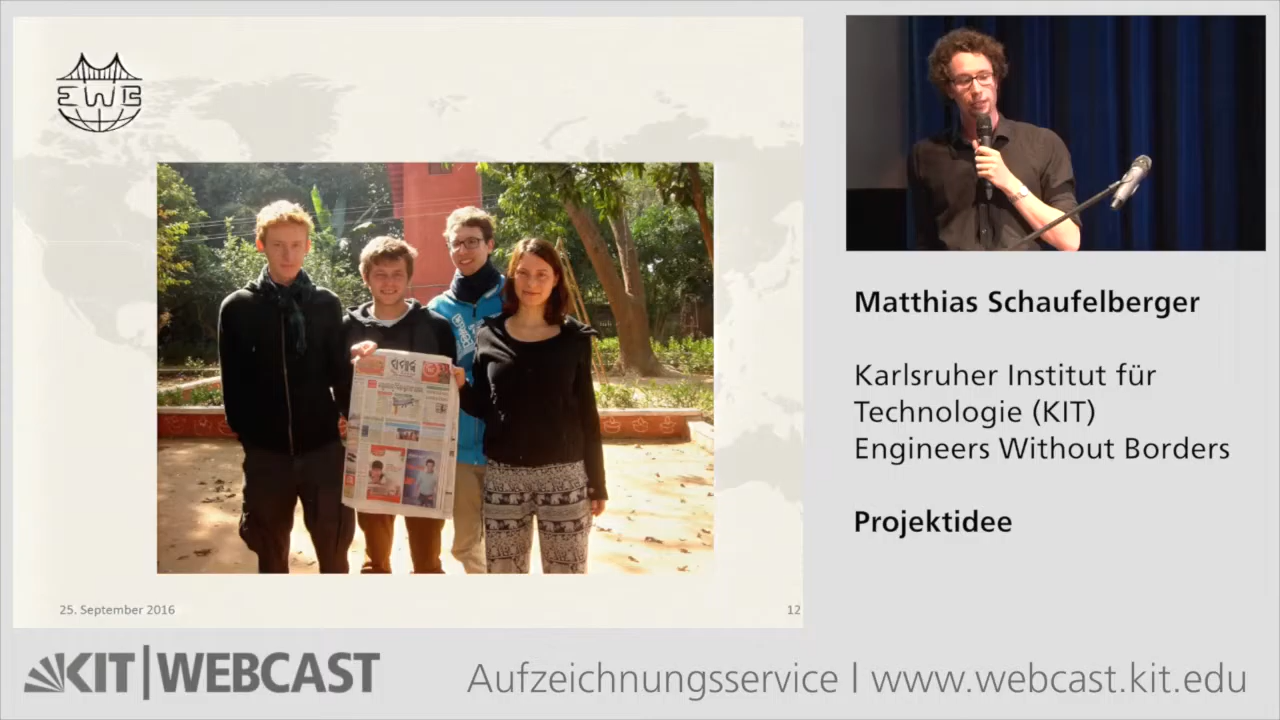 EWB
ସମ୍ବାଦ
25. September 2016
12
Matthias Schaufelberger
Karlsruher Institut für
Technologie (KIT)
Engineers Without Borders
Projektidee
KIT|WEBCAST
Aufzeichnungsservice | www.webcast.kit.edu